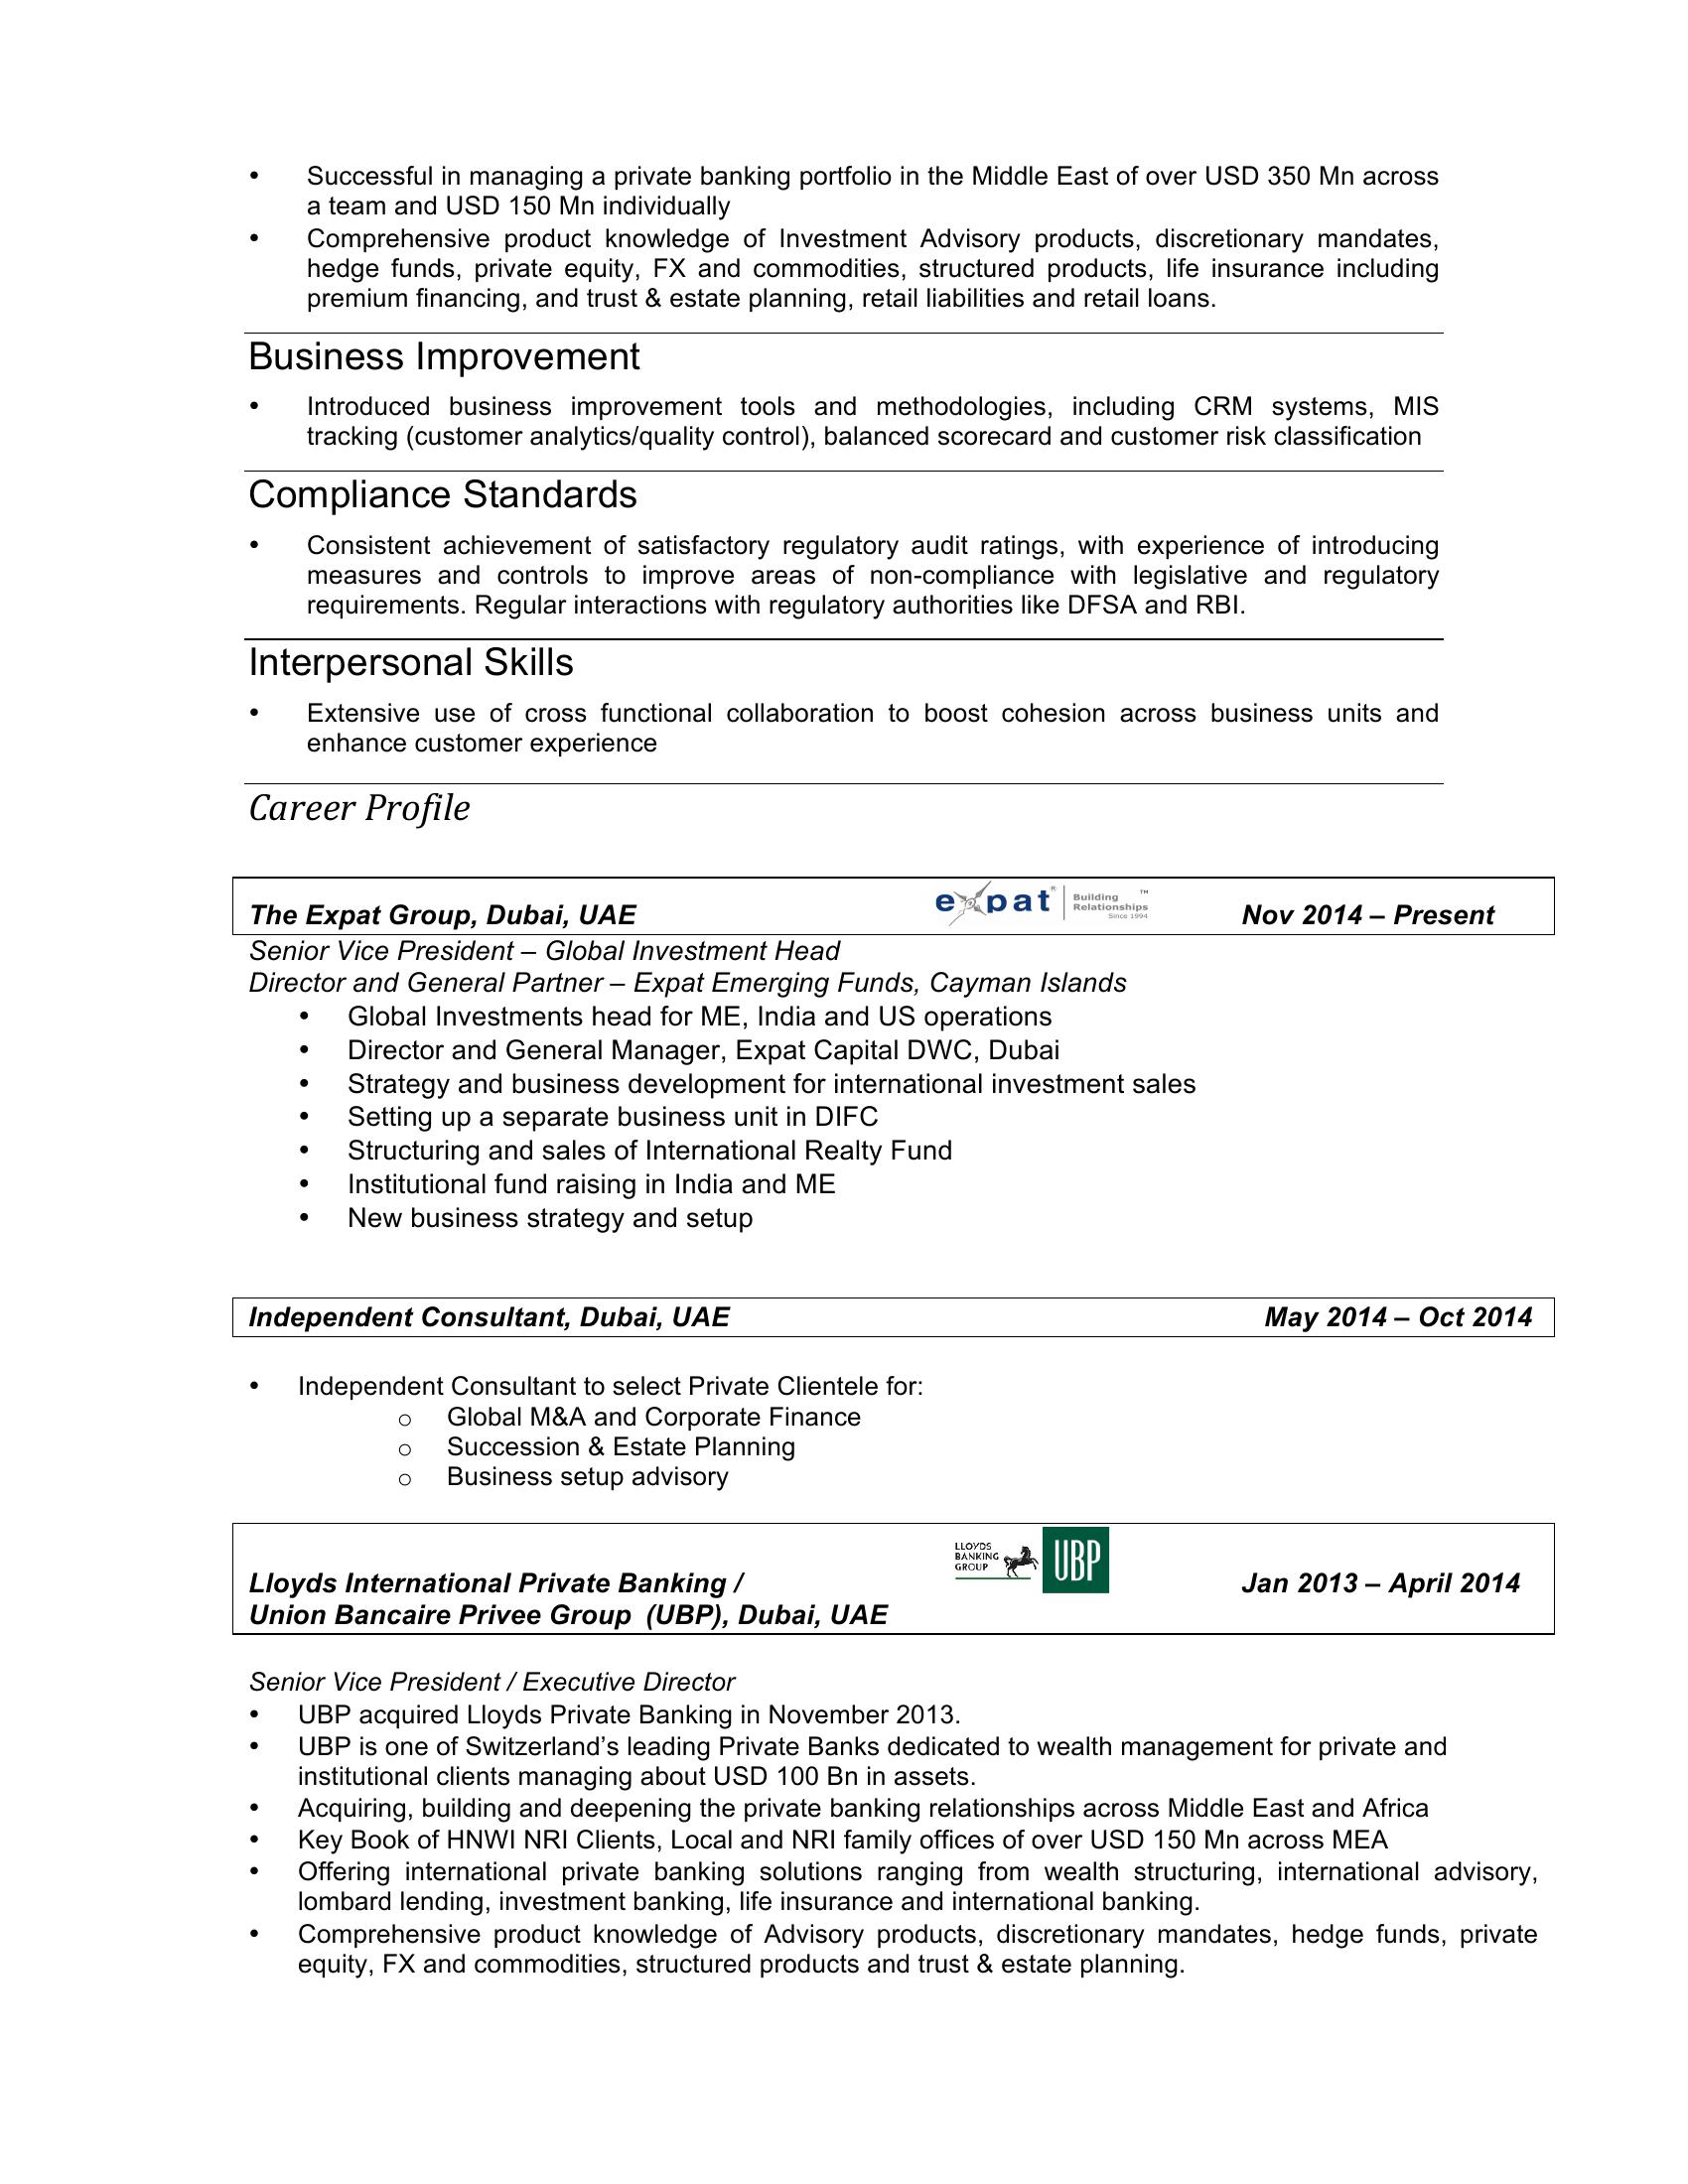 • Successful in managing a private banking portfolio in the Middle East of over USD 350 Mn across
a team and USD 150 Mn individually
• Comprehensive product knowledge of Investment Advisory products, discretionary mandates,
hedge funds, private equity, FX and commodities, structured products, life insurance including
premium financing, and trust & estate planning, retail liabilities and retail loans.
Business Improvement
• Introduced business improvement tools and methodologies, including CRM systems, MIS
tracking (customer analytics/quality control), balanced scorecard and customer risk classification
Compliance Standards
• Consistent achievement of satisfactory regulatory audit ratings, with experience of introducing
measures and controls to improve areas of non-compliance with legislative and regulatory
requirements. Regular interactions with regulatory authorities like DFSA and RBI.
Interpersonal Skills
• Extensive use of cross functional collaboration to boost cohesion across business units and
enhance customer experience
Career Profile
The Expat Group, Dubai, UAE
expat® Building Relationships™ Since 1994
Nov 2014 – Present
Senior Vice President – Global Investment Head
Director and General Partner – Expat Emerging Funds, Cayman Islands
• Global Investments head for ME, India and US operations
• Director and General Manager, Expat Capital DWC, Dubai
• Strategy and business development for international investment sales
• Setting up a separate business unit in DIFC
• Structuring and sales of International Realty Fund
• Institutional fund raising in India and ME
• New business strategy and setup
Independent Consultant, Dubai, UAE May 2014 – Oct 2014
• Independent Consultant to select Private Clientele for:
o Global M&A and Corporate Finance
o Succession & Estate Planning
o Business setup advisory
LLOYDS
BANKING
GROUP
UBP
Lloyds International Private Banking / Jan 2013 – April 2014
Union Bancaire Privee Group (UBP), Dubai, UAE
Senior Vice President / Executive Director
• UBP acquired Lloyds Private Banking in November 2013.
• UBP is one of Switzerland’s leading Private Banks dedicated to wealth management for private and
institutional clients managing about USD 100 Bn in assets.
• Acquiring, building and deepening the private banking relationships across Middle East and Africa
• Key Book of HNWI NRI Clients, Local and NRI family offices of over USD 150 Mn across MEA
• Offering international private banking solutions ranging from wealth structuring, international advisory,
lombard lending, investment banking, life insurance and international banking.
• Comprehensive product knowledge of Advisory products, discretionary mandates, hedge funds, private
equity, FX and commodities, structured products and trust & estate planning.